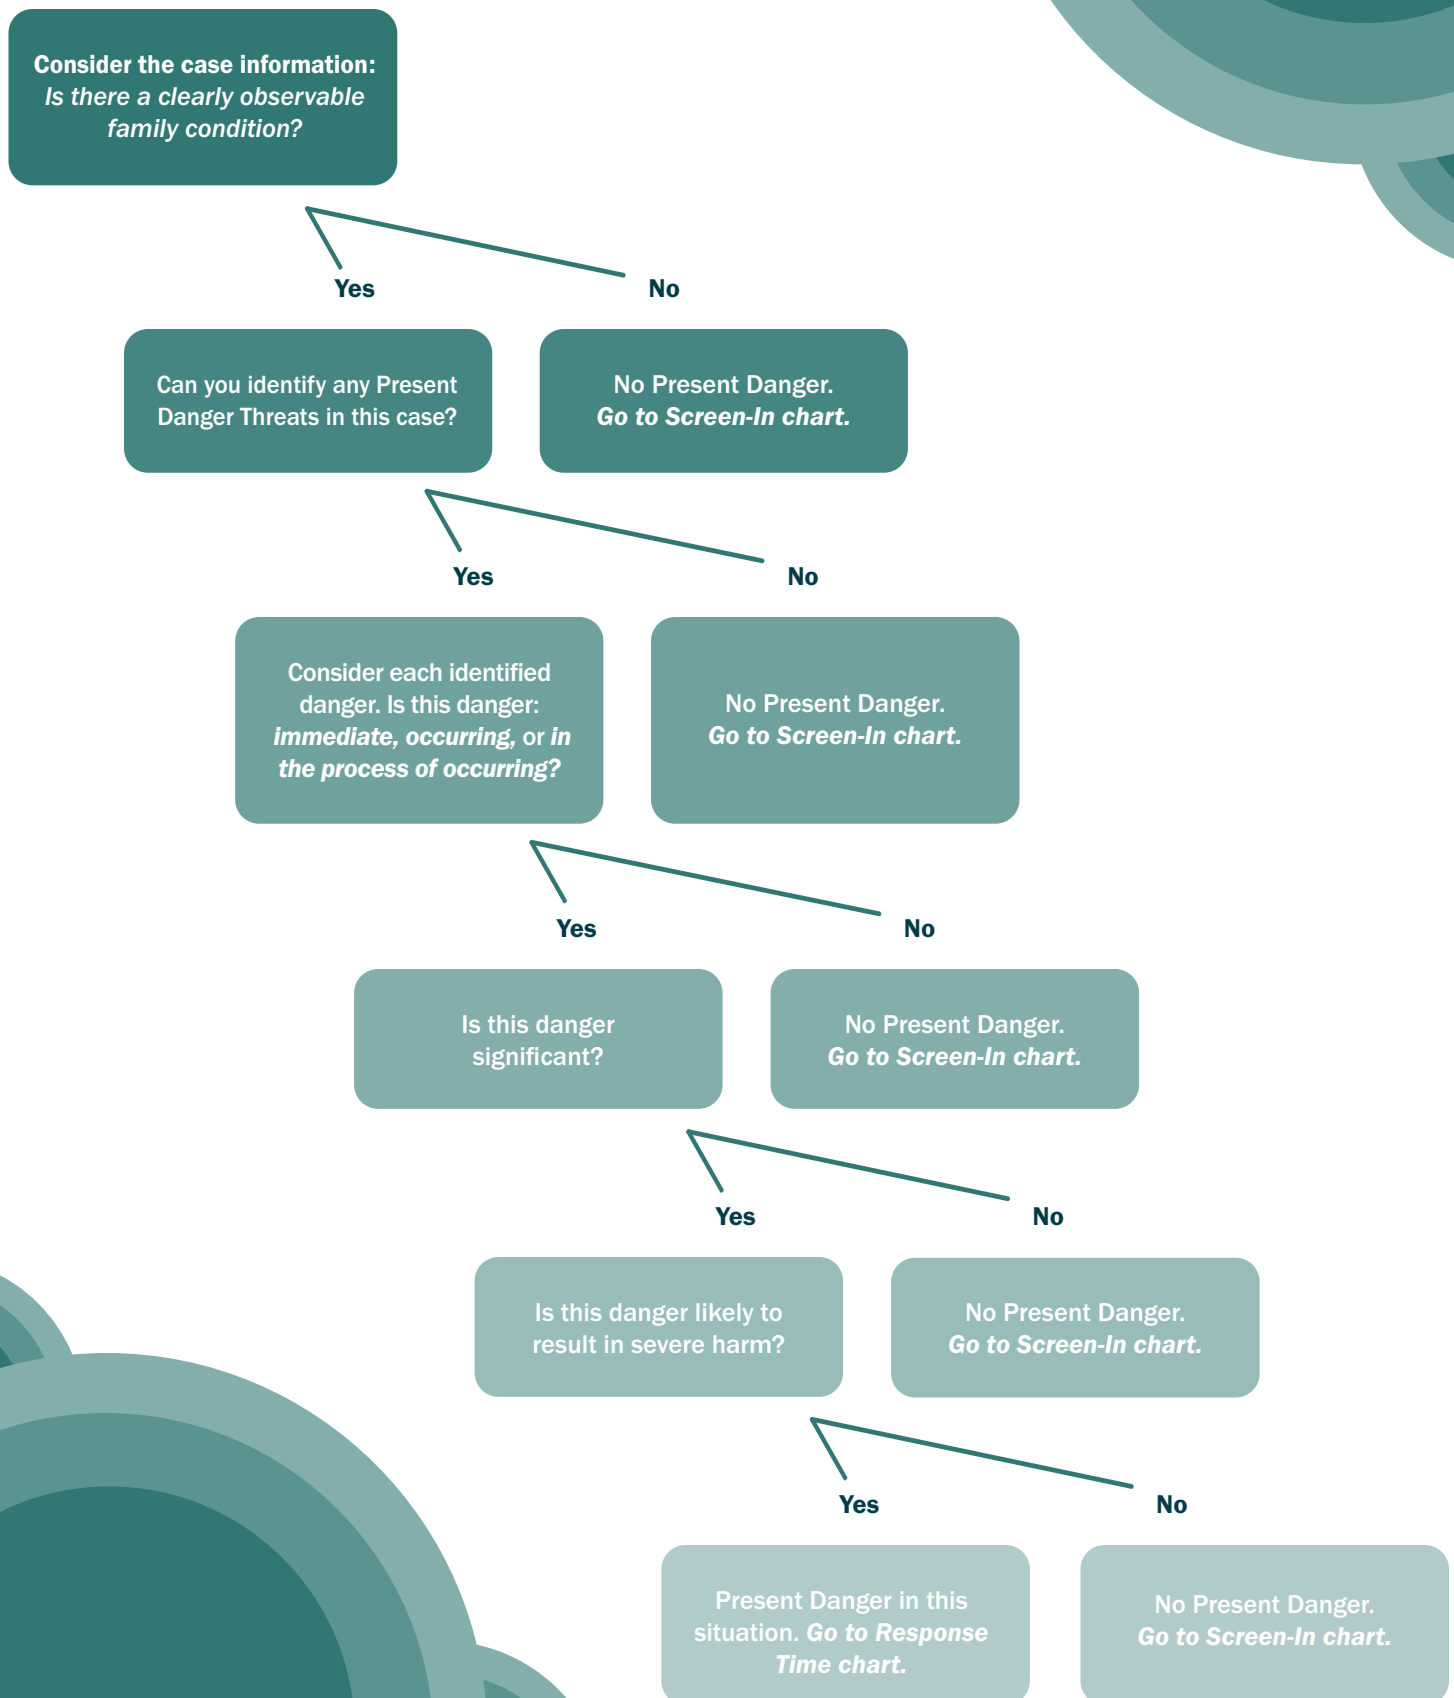 Consider the case information:
Is there a clearly observable
family condition?
Yes
No
Can you identify any Present
Danger Threats in this case?
No Present Danger.
Go to Screen-In chart.
Yes
No
Consider each identified
danger. Is this danger:
immediate, occurring, or in
the process of occurring?
No Present Danger.
Go to Screen-In chart.
Yes
No
Is this danger
significant?
No Present Danger.
Go to Screen-In chart.
Yes
No
Is this danger likely to
result in severe harm?
No Present Danger.
Go to Screen-In chart.
Yes
No
Present Danger in this
situation. Go to Response
Time chart.
No Present Danger.
Go to Screen-In chart.